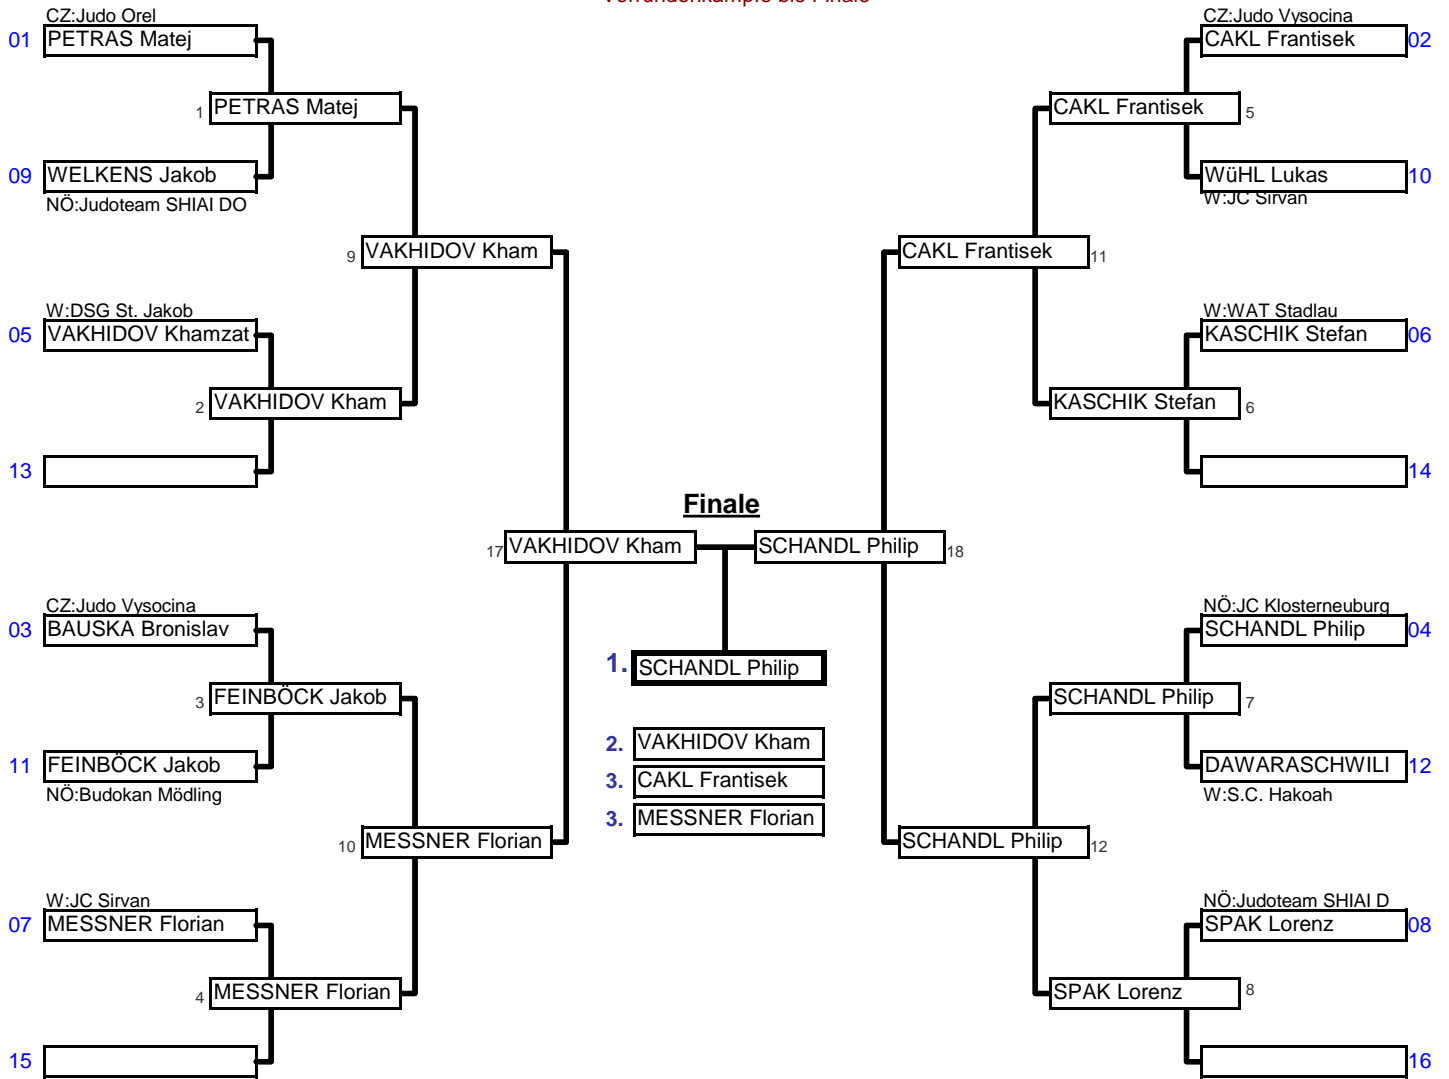 Vorrundenkämpfe bis Finale
CZ:Judo Orel
01 PETRAS Matej
1 PETRAS Matej
09 WELKENS Jakob
NÖ:Judoteam SHIAI DO
9 VAKHIDOV Kham
W:DSG St. Jakob
05 VAKHIDOV Khamzat
2 VAKHIDOV Kham
13
17 VAKHIDOV Kham
CZ:Judo Vysocina
03 BAUSKA Bronislav
3 FEINBÖCK Jakob
11 FEINBÖCK Jakob
NÖ:Budokan Mödling
10 MESSNER Florian
W:JC Sirvan
07 MESSNER Florian
4 MESSNER Florian
15
Finale
1. SCHANDL Philip
2. VAKHIDOV Kham
3. CAKL Frantisek
3. MESSNER Florian
CZ:Judo Vysocina
CAKL Frantisek 02
CAKL Frantisek 5
WüHL Lukas 10
W:JC Sirvan
CAKL Frantisek 11
W:WAT Stadlau
KASCHIK Stefan 06
KASCHIK Stefan 6
14
SCHANDL Philip 18
NÖ:JC Klosterneuburg
SCHANDL Philip 04
SCHANDL Philip 7
DAWARASCHWILI 12
W:S.C. Hakoah
SCHANDL Philip 12
NÖ:Judoteam SHIAI D
SPAK Lorenz 08
SPAK Lorenz 8
16